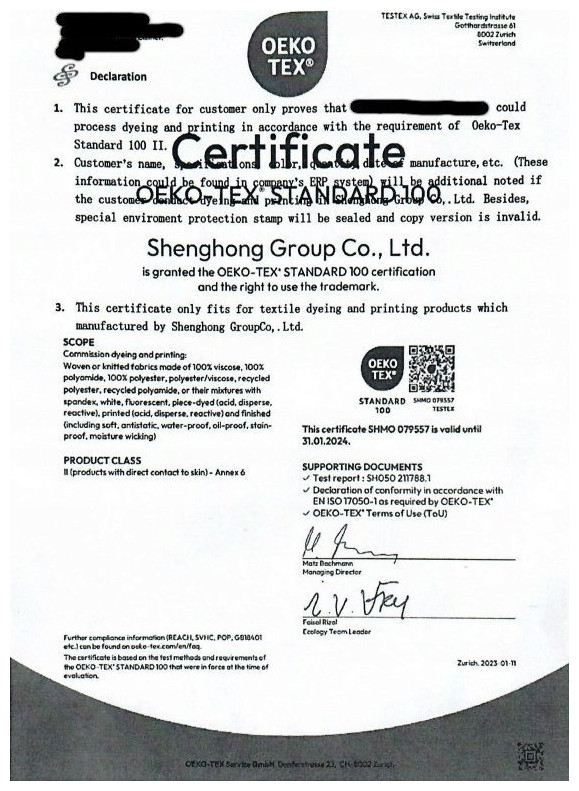 TESTEX AG, Swiss Textile Testing Institute
Gotthardstrasse 61
8002 Zurich
Switzerland
OEKO
TEX®
Declaration
1. This certificate for customer only proves that could
process dyeing and printing in accordance with the requirement of Oeko-Tex
Standard 100 II.
Certificate
2. Customer's name, specifications, color, quantity, date of manufacture, etc. (These
information could be found in company's ERP system) will be additional noted if
OEKO-TEX® STANDARD 100
the customer conduct dyeing and printing in Shenghong Group Co,. Ltd. Besides,
special enviroment protection stamp will be sealed and copy version is invalid.
Shenghong Group Co., Ltd.
is granted the OEKO-TEX® STANDARD 100 certification
and the right to use the trademark.
3. This certificate only fits for textile dyeing and printing products which
manufactured by Shenghong GroupCo,. Ltd.
SCOPE
Commission dyeing and printing:
Woven or knitted fabrics made of 100% viscose, 100%
polyamide, 100% polyester, polyester/viscose, recycled
polyester, recycled polyamide, or their mixtures with
spandex, white, fluorescent, piece-dyed (acid, disperse,
reactive), printed (acid, disperse, reactive) and finished
(including soft, antistatic, water-proof, oil-proof, stain-
proof, moisture wicking)
PRODUCT CLASS
II (products with direct contact to skin) - Annex 6
OEKO
TEX®
STANDARD
100
SHMO 079557
TESTEX
This certificate SHMO 079557 is valid until
31.01.2024.
SUPPORTING DOCUMENTS
✓ Test report : SH050 211788.1
✓ Declaration of conformity in accordance with
EN ISO 17050-1 as required by OEKO-TEX®
✓ OEKO-TEX® Terms of Use (ToU)
Matz Bachmann
Managing Director
Faisal Rizal
Ecology Team Leader
Further compliance information (REACH, SVHC, POP, GB18401
etc.) can be found on oeko-tex.com/en/faq.
The certificate is based on the test methods and requirements of
the OEKO-TEX® STANDARD 100 that were in force at the time of
evaluation.
Zurich, 2023-01-11
OEKO-TEX Service GmbH, Genferstrasse 23, CH-8002 Zurich